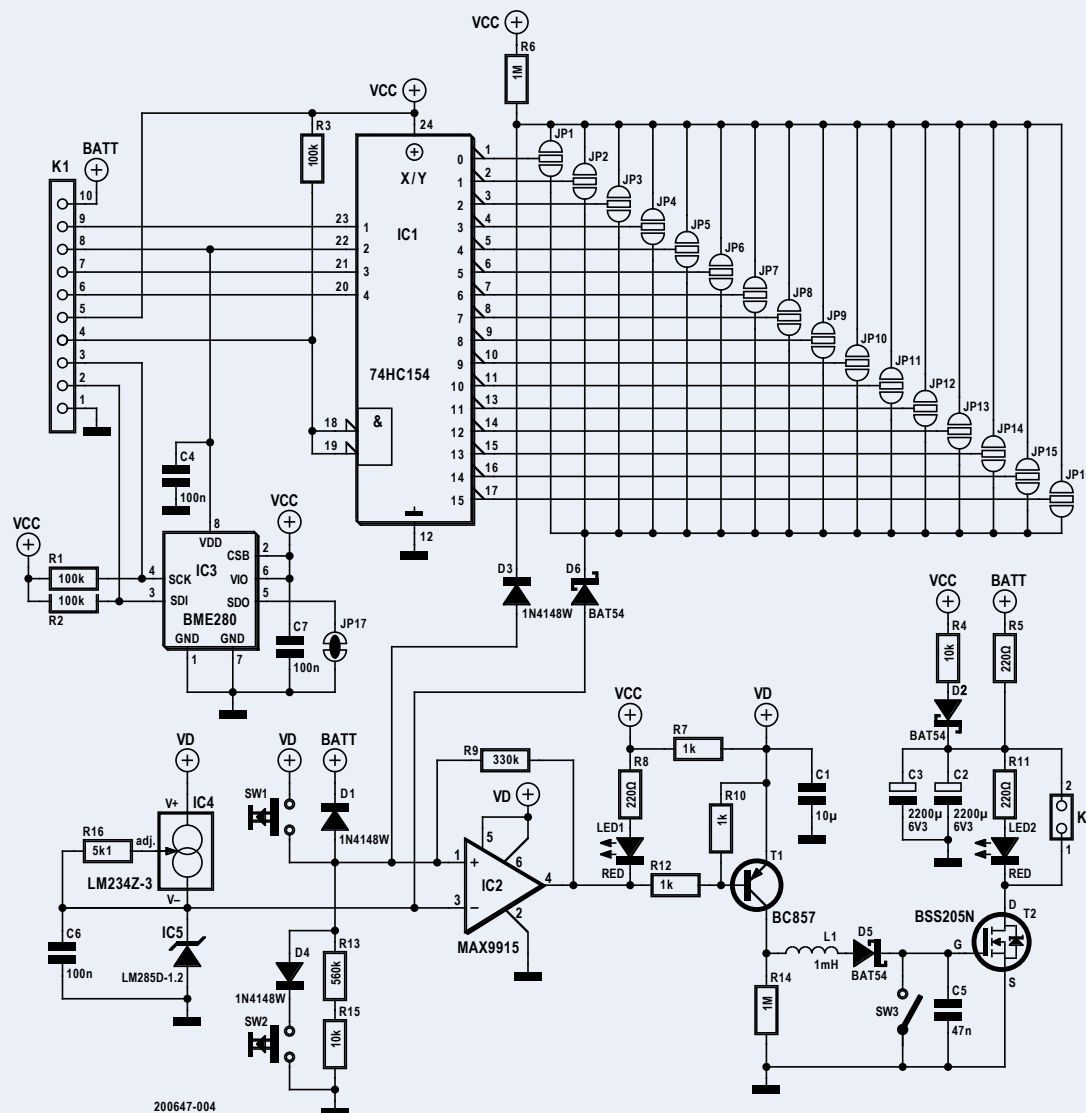 VCC
R6
1M
VCC
R3
100k
24
K1
BATT
10
9
8
7
6
5
4
3
2
1
X/Y
IC1
74HC154
23
22
21
20
1
2
3
4
18
19
&
12
0
1
2
3
4
5
6
7
8
9
10
11
12
13
14
15
1
2
3
4
5
6
7
8
9
10
11
13
14
15
16
17
JP1
JP2
JP3
JP4
JP5
JP6
JP7
JP8
JP9
JP10
JP11
JP12
JP13
JP14
JP15
C4
100n
VCC
R1
100k
100k
R2
4
3
8
VDD
IC3
SCK
SDI
BME280
GND
GND
CSB
VIO
SDO
2
6
5
1
7
VCC
JP17
C7
100n
D3
1N4148W
D6
BAT54
VD
V+
IC4
R16
5k1
adj.
LM234Z-3
V–
C6
100n
IC5
LM285D-1.2
VD
SW1
BATT
D1
1N4148W
R9
330k
VD
1
3
5
6
+
–
IC2
4
2
MAX9915
D4
1N4148W
SW2
R13
560k
R15
10k
VCC
R8
220Ω
LED1
RED
R7
1k
VD
R10
1k
C1
10µ
R12
1k
T1
BC857
L1
1mH
D5
BAT54
R14
1M
SW3
C5
47n
VCC
R4
10k
D2
BAT54
BATT
R5
220Ω
C3
2200µ
6V3
C2
2200µ
6V3
R11
220Ω
LED2
RED
2
K
1
BSS205N
D
T2
G
S
200647-004